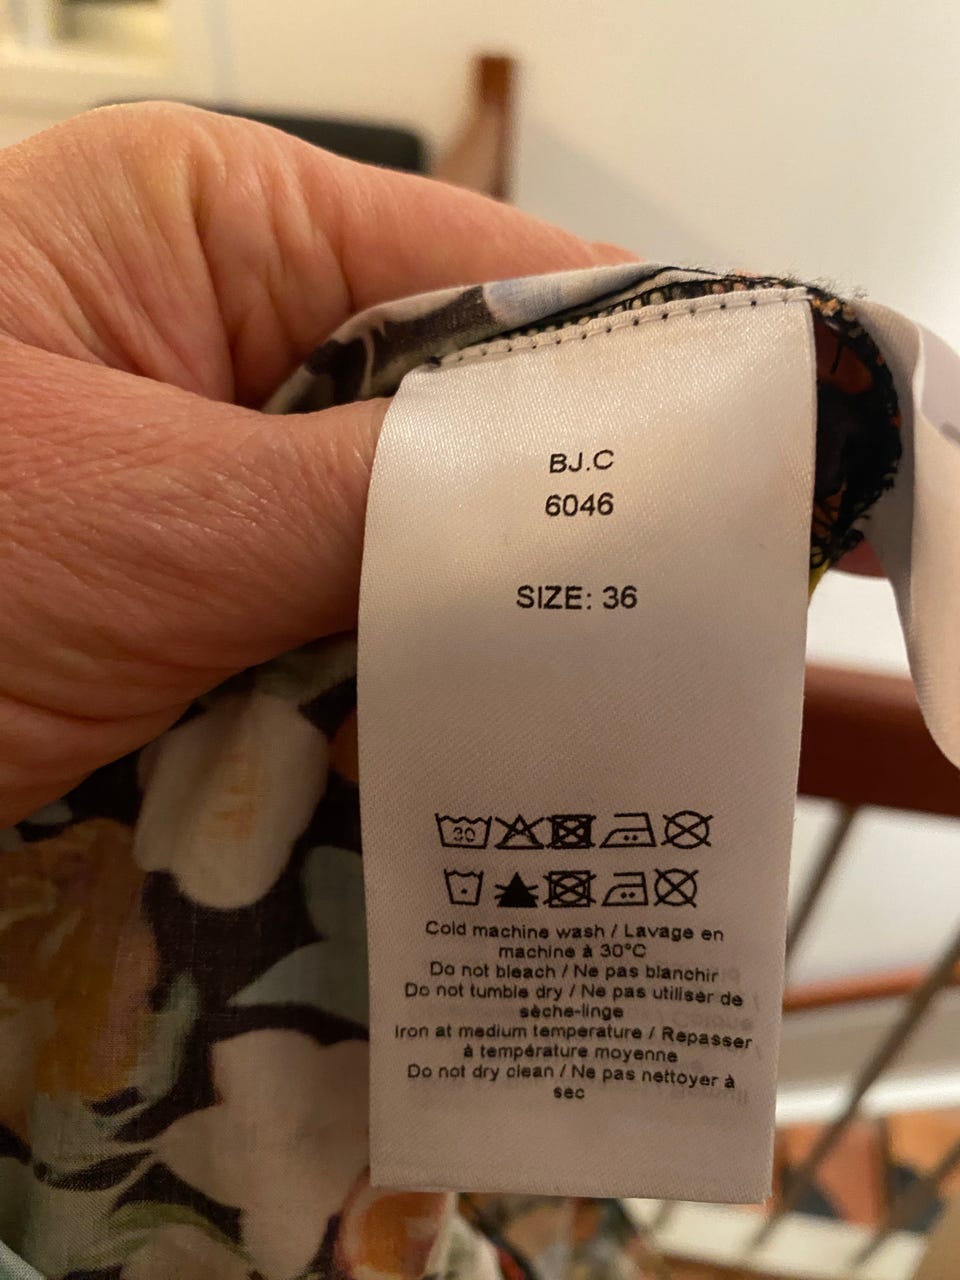 BJ.C
6046
SIZE: 36
30
Cold machine wash / Lavage en
machine à 30°C
Do not bleach / Ne pas blanchir
Do not tumble dry / Ne pas utiliser de
sèche-linge
Iron at medium temperature / Repasser
à température moyenne
Do not dry clean / Ne pas nettoyer à
sec